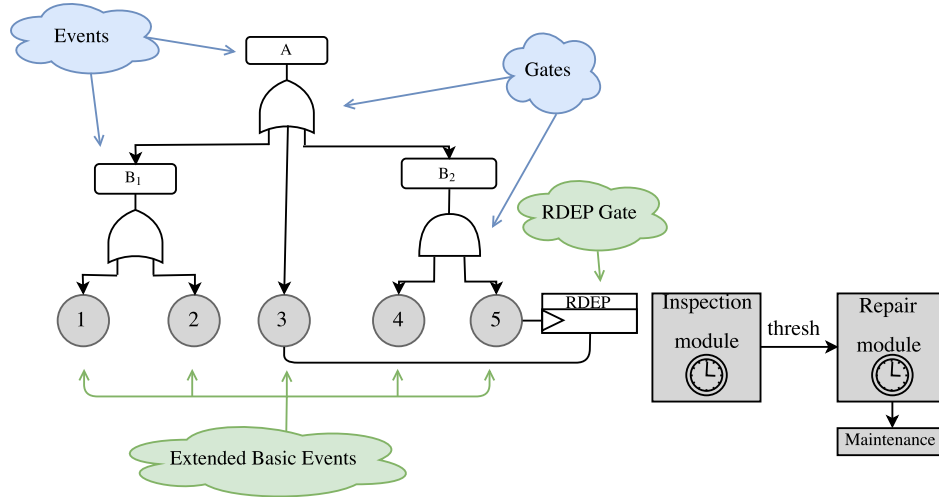 Events
A
Gates
B₁
B₂
RDEP Gate
1
2
3
4
5
RDEP
Inspection
module
thresh
Repair
module
Maintenance
Extended Basic Events